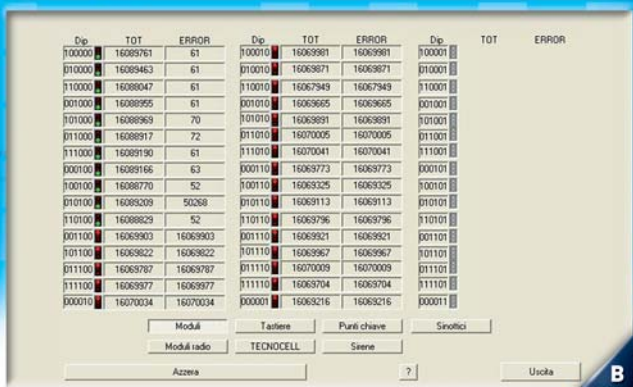 Dip TOT ERROR Dip TOT ERROR Dip TOT ERROR
100000 16089761 61 100010 16069981 16069981 100001
010000 16089463 61 010010 16069871 16069871 010001
110000 16088047 61 110010 16067949 16067949 110001
001000 16088955 61 001010 16069665 16069665 001001
101000 16088969 70 101010 16069891 16069891 101001
011000 16088917 72 011010 16070005 16070005 011001
111000 16089190 61 111010 16070041 16070041 111001
000100 16089166 63 000110 16069773 16069773 000101
100100 16088770 52 100110 16069325 16069325 100101
010100 16089209 50268 010110 16069113 16069113 010101
110100 16088829 52 110110 16069796 16069796 110101
001100 16069903 16069903 001110 16069921 16069921 001101
101100 16069822 16069822 101110 16069967 16069967 101101
011100 16069787 16069787 011110 16070009 16070009 011101
111100 16069977 16069977 111110 16069704 16069704 111101
000010 16070034 16070034 000001 16069216 16069216 000011
Moduli Tastiere Punti chiave Sinottici
Moduli radio TECNOCELL Sirene
Azzera ? Uscita
B